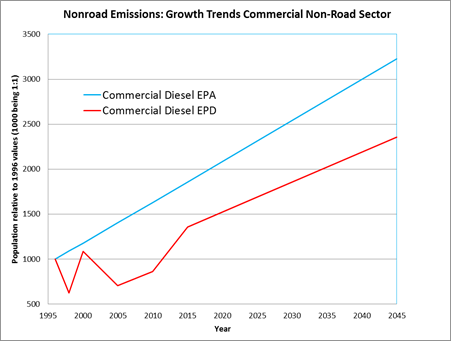 Nonroad Emissions: Growth Trends Commercial Non-Road Sector
Population relative to 1996 values (1000 being 1:1)
3500
3000
2500
2000
1500
1000
500
Commercial Diesel EPA
Commercial Diesel EPD
1995 2000 2005 2010 2015 2020 2025 2030 2035 2040 2045
Year